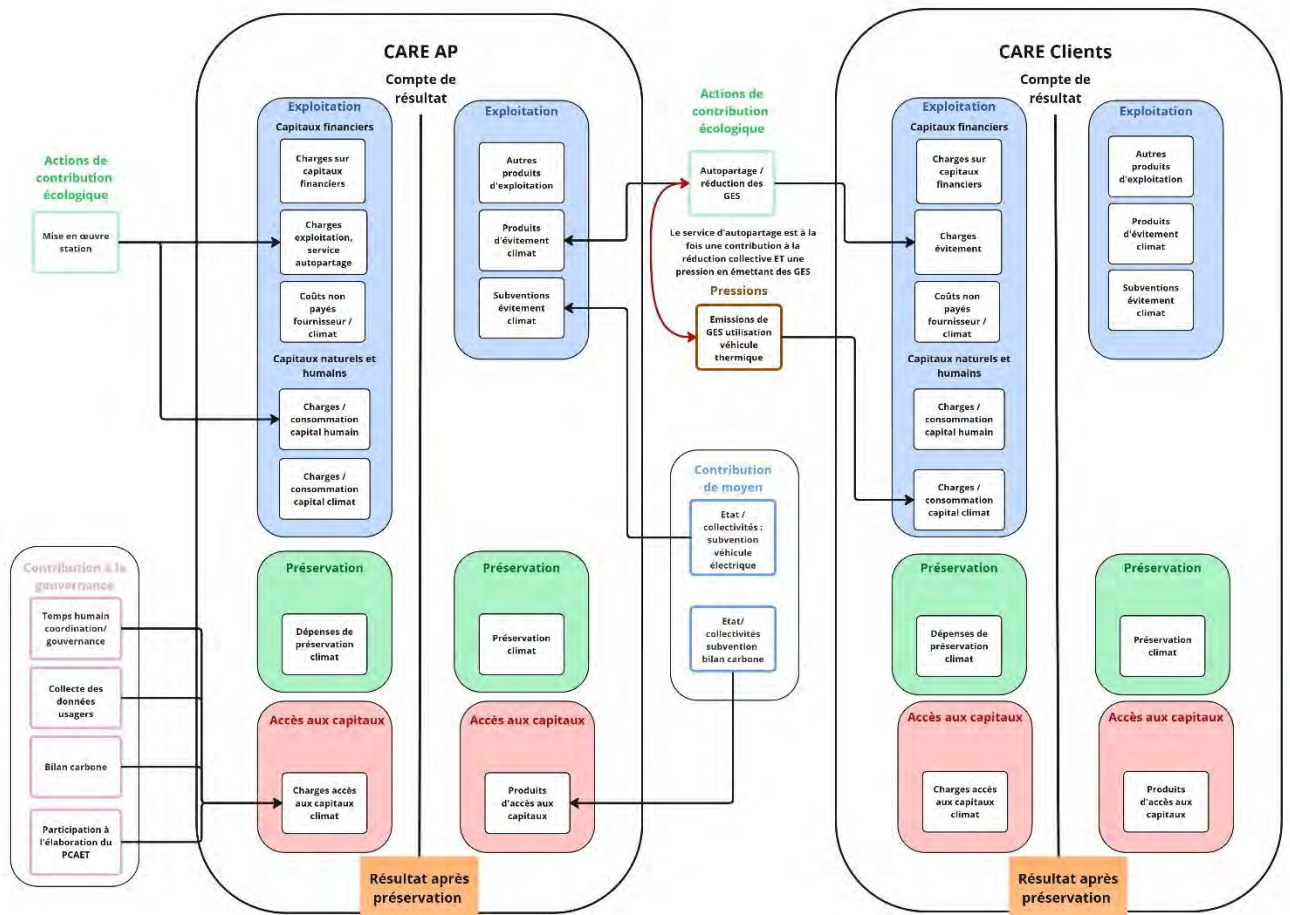 CARE AP
Compte de
résultat
Exploitation
Capitaux financiers
Charges sur
capitaux
financiers
Charges
exploitation,
service
autopartage
Coûts non
payés
fournisseur /
climat
Capitaux naturels et
humains
Charges /
consommation
capital humain
Charges /
consommation
capital climat
Exploitation
Autres
produits
d'exploitation
Produits
d'évitement
climat
Subventions
évitement
climat
Préservation
Dépenses de
préservation
climat
Préservation
Préservation
climat
Accès aux capitaux
Charges accès
aux capitaux
climat
Accès aux capitaux
Produits
d'accès aux
capitaux
Résultat après
préservation
Actions de
contribution
écologique
Mise en œuvre
station
Contribution à la
gouvernance
Temps humain
coordination/
gouvernance
Collecte des
données
usagers
Bilan carbone
Participation à
l'élaboration du
PCAET
Actions de
contribution
écologique
Autopartage /
réduction des
GES
Le service d'autopartage est à la
fois une contribution à la
réduction collective ET une
pression en émettant des GES
Pressions
Emissions de
GES utilisation
véhicule
thermique
Contribution
de moyen
Etat /
collectivités :
subvention
véhicule
électrique
Etat/
collectivités
subvention
bilan carbone
CARE Clients
Compte de
résultat
Exploitation
Capitaux financiers
Charges sur
capitaux
financiers
Charges
évitement
Coûts non
payés
fournisseur /
climat
Capitaux naturels et
humains
Charges /
consommation
capital humain
Charges /
consommation
capital climat
Exploitation
Autres
produits
d'exploitation
Produits
d'évitement
climat
Subventions
évitement
climat
Préservation
Dépenses de
préservation
climat
Préservation
Préservation
climat
Accès aux capitaux
Charges accès
aux capitaux
climat
Accès aux capitaux
Produits
d'accès aux
capitaux
Résultat après
préservation